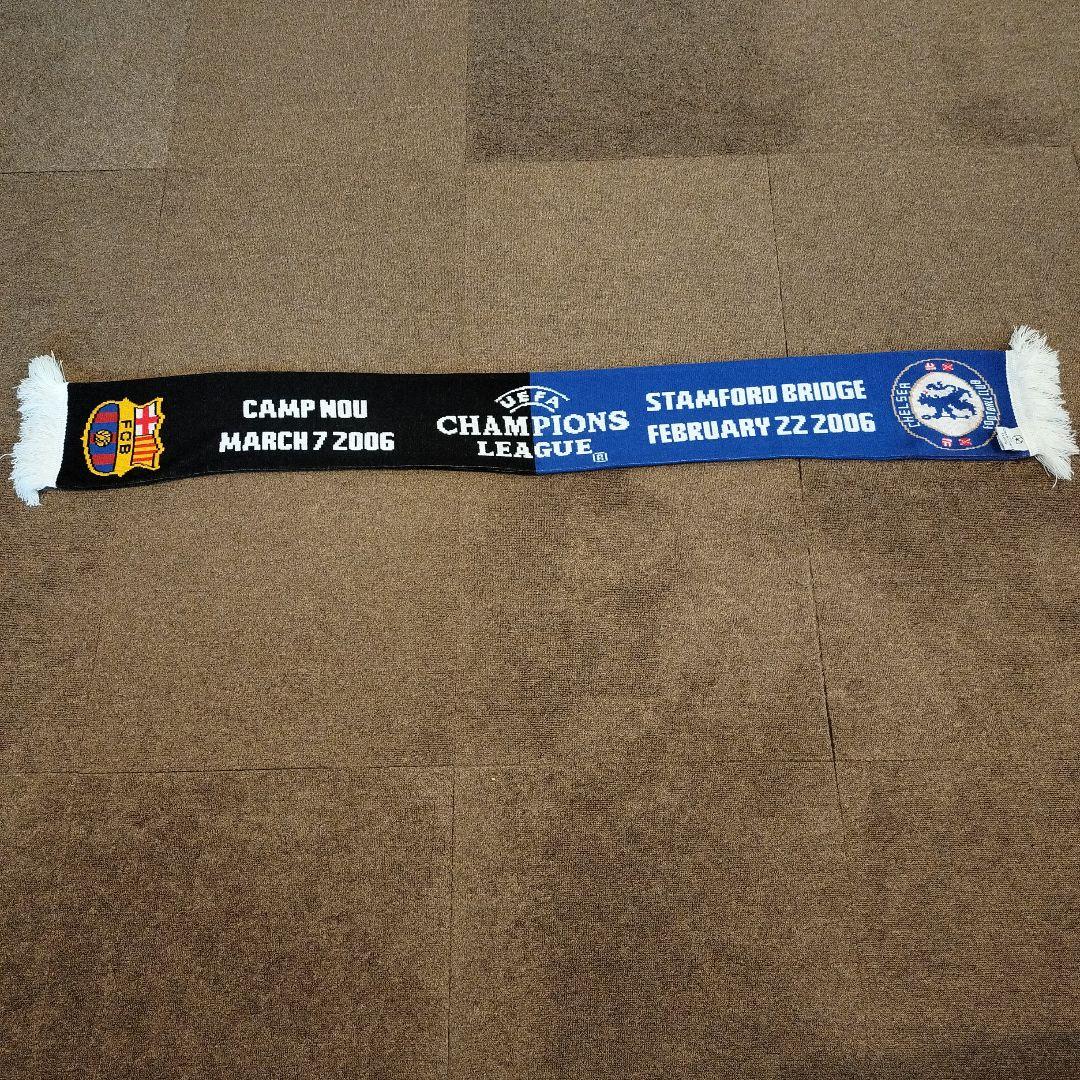 FCB
CAMP NOU
MARCH 7 2006
UEFA
CHAMPIONS
LEAGUE
STAMFORD BRIDGE
FEBRUARY 22 2006
CHELSEA
FOOTBALL CLUB